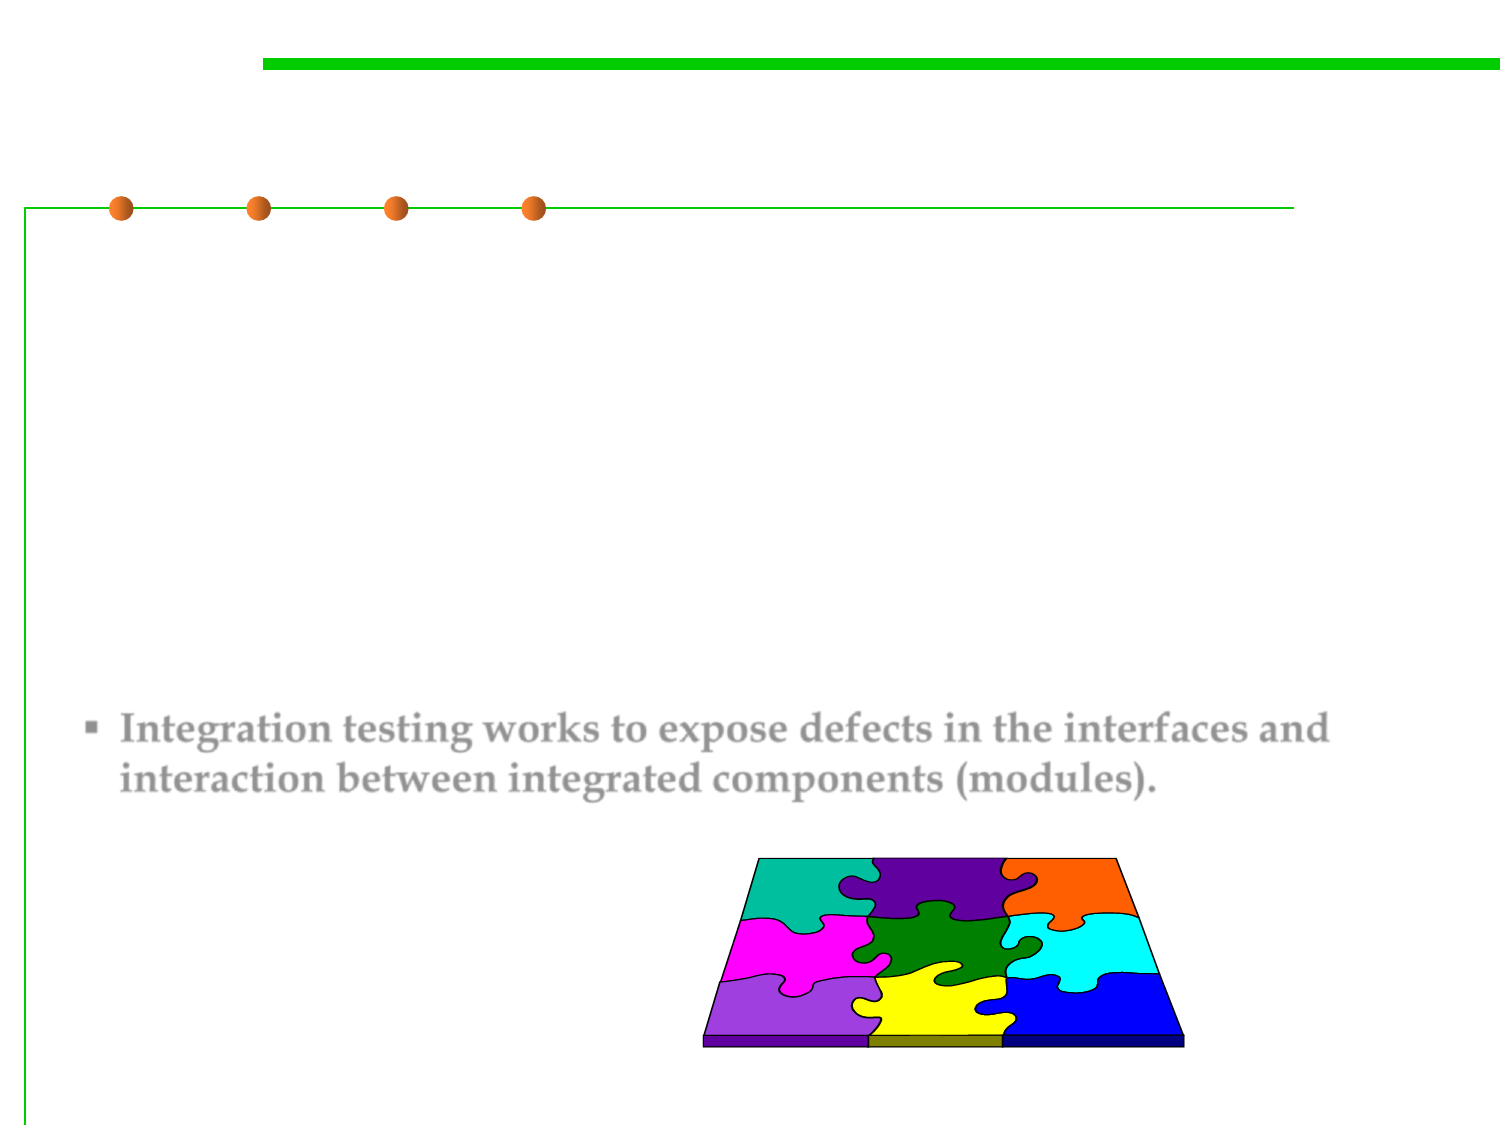 ▪ Integration testing works to expose defects in the interfaces and
interaction between integrated components (modules).